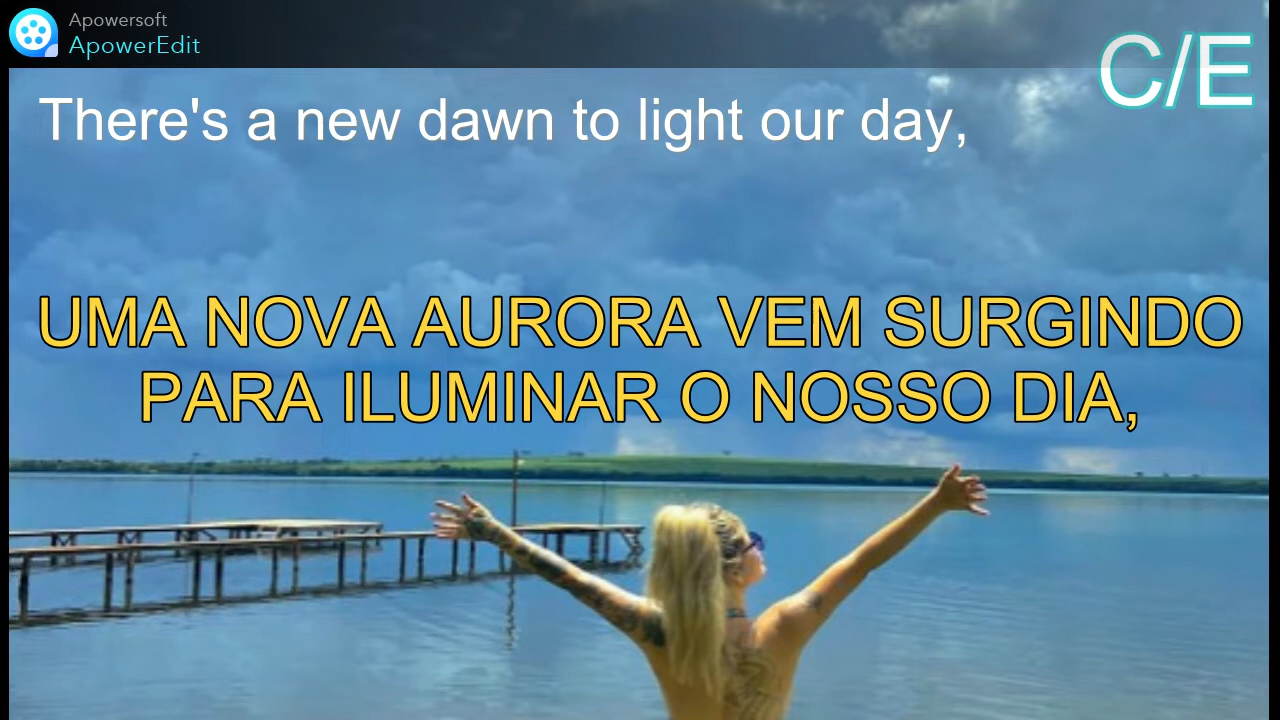 Apowersoft
ApowerEdit
C/E
There's a new dawn to light our day,
UMA NOVA AURORA VEM SURGINDO
PARA ILUMINAR O NOSSO DIA,